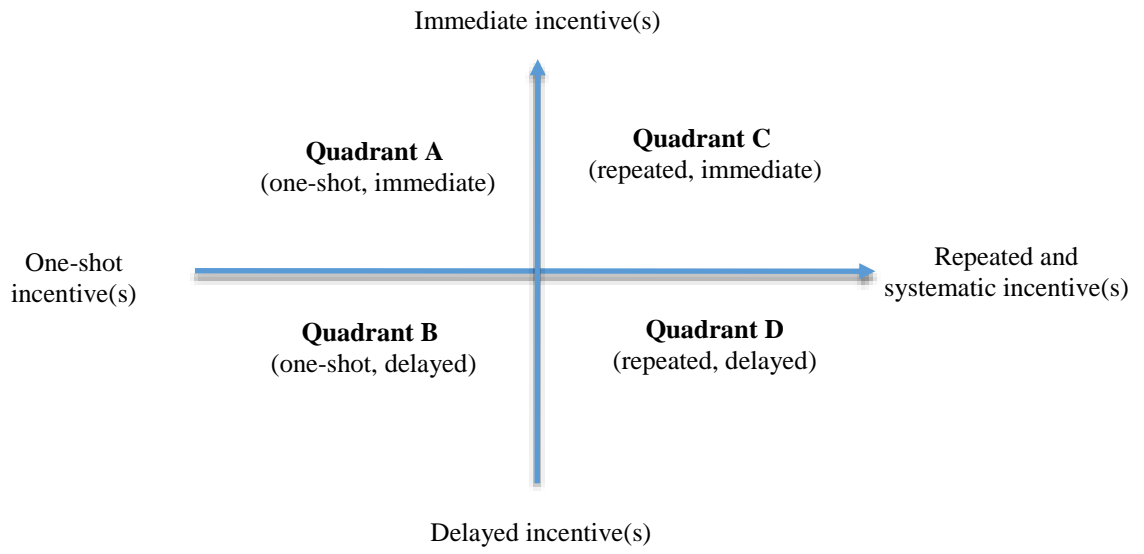 Immediate incentive(s)
Quadrant A
(one-shot, immediate)
Quadrant C
(repeated, immediate)
One-shot
incentive(s)
Repeated and
systematic incentive(s)
Quadrant B
(one-shot, delayed)
Quadrant D
(repeated, delayed)
Delayed incentive(s)